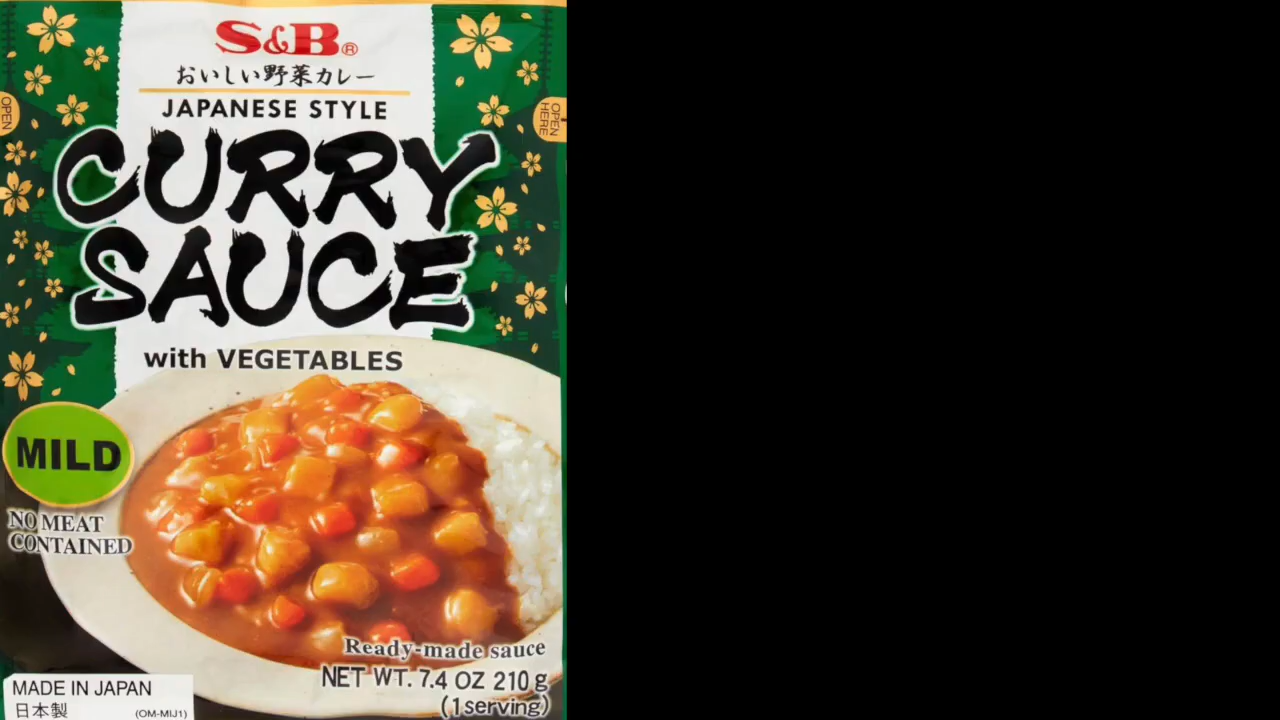 S&B®
おいしい野菜カレー
JAPANESE STYLE
OPEN
OPEN HERE
CURRY
SAUCE
with VEGETABLES
MILD
NO MEAT
CONTAINED
Ready-made sauce
NET WT. 7.4 OZ 210 g
(1serving)
MADE IN JAPAN
日本製 (OM-MIJ1)